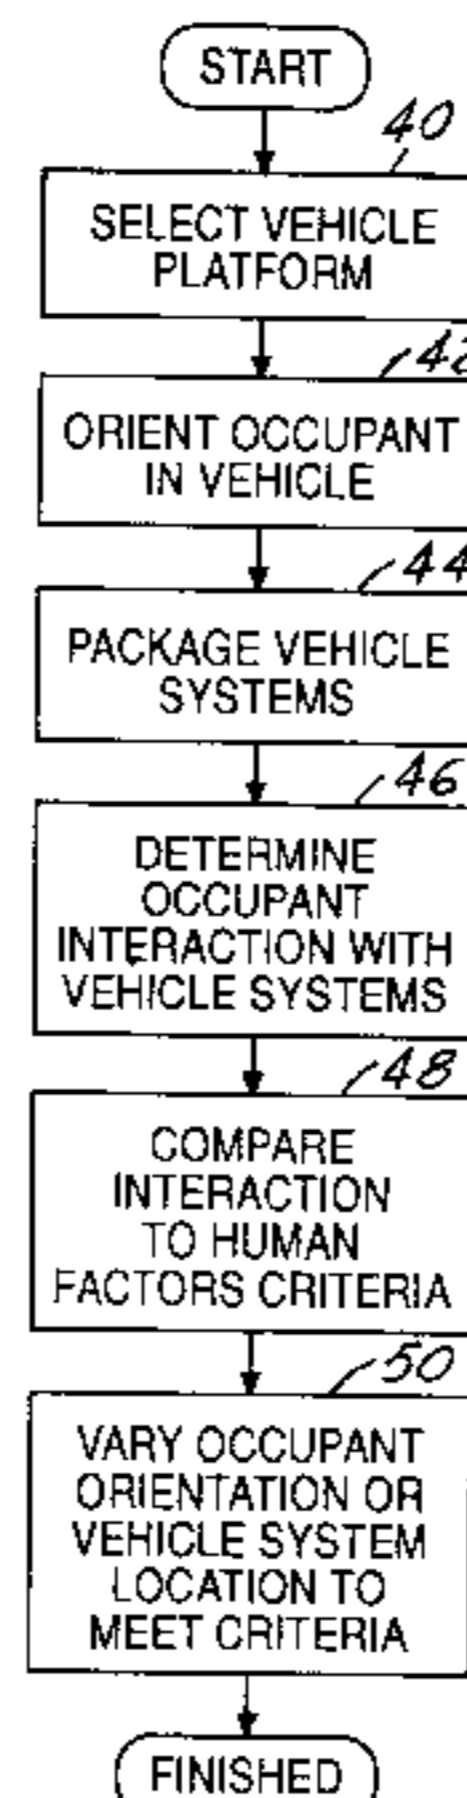 START
40
SELECT VEHICLE
PLATFORM
42
ORIENT OCCUPANT
IN VEHICLE
44
PACKAGE VEHICLE
SYSTEMS
46
DETERMINE
OCCUPANT
INTERACTION WITH
VEHICLE SYSTEMS
48
COMPARE
INTERACTION
TO HUMAN
FACTORS CRITERIA
50
VARY OCCUPANT
ORIENTATION OR
VEHICLE SYSTEM
LOCATION TO
MEET CRITERIA
FINISHED